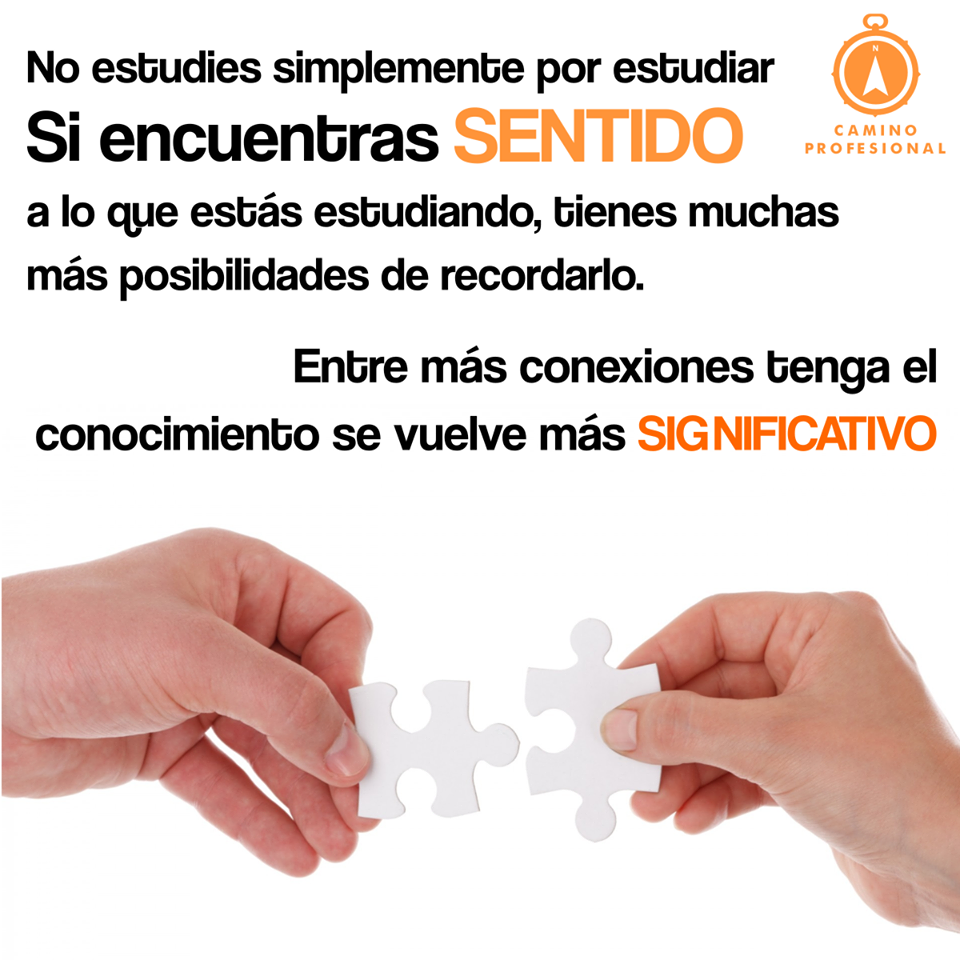 No estudies simplemente por estudiar
Si encuentras SENTIDO
a lo que estás estudiando, tienes muchas
más posibilidades de recordarlo.
Entre más conexiones tenga el
conocimiento se vuelve más SIGNIFICATIVO
N
CAMINO
PROFESIONAL